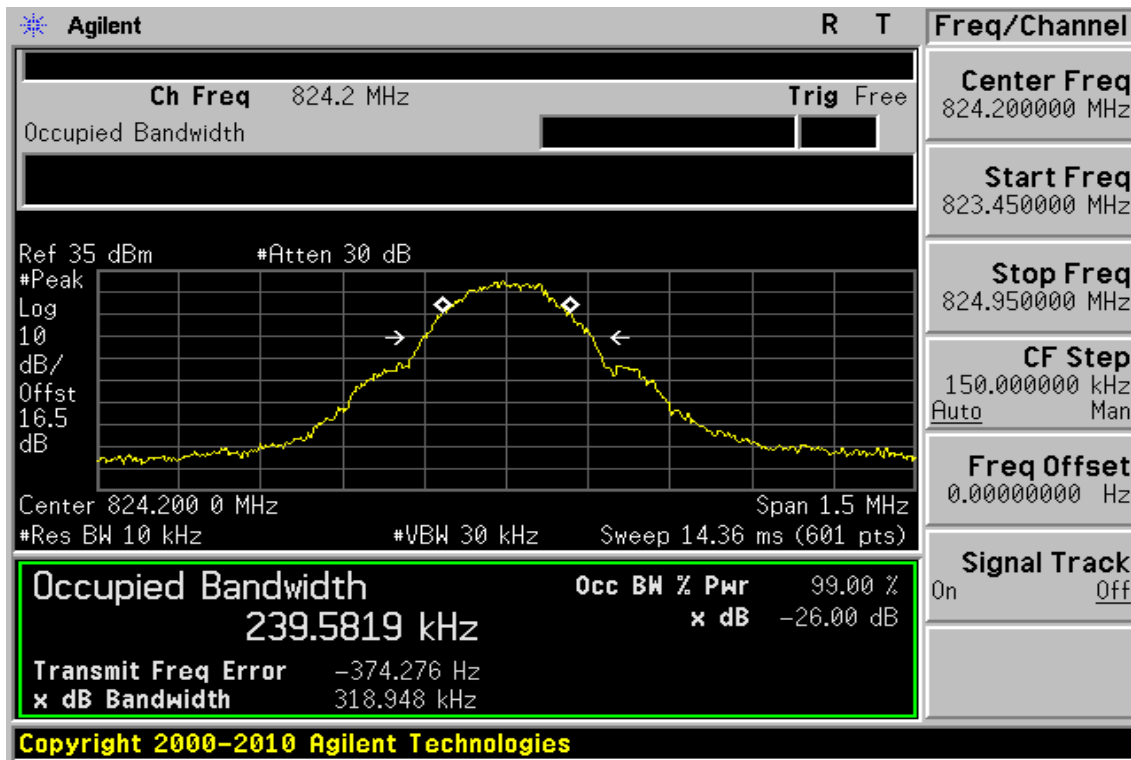 Agilent R T
Freq/Channel
Ch Freq 824.2 MHz Trig Free
Occupied Bandwidth
Center Freq
824.200000 MHz
Start Freq
823.450000 MHz
Stop Freq
824.950000 MHz
CF Step
150.000000 kHz
Auto Man
Freq Offset
0.00000000 Hz
Signal Track
On Off
Ref 35 dBm #Atten 30 dB
#Peak
Log
10
dB/
Offst
16.5
dB
Center 824.200 0 MHz Span 1.5 MHz
#Res BW 10 kHz #VBW 30 kHz Sweep 14.36 ms (601 pts)
Occupied Bandwidth
239.5819 kHz
Occ BW % Pwr 99.00 %
x dB -26.00 dB
Transmit Freq Error -374.276 Hz
x dB Bandwidth 318.948 kHz
Copyright 2000-2010 Agilent Technologies